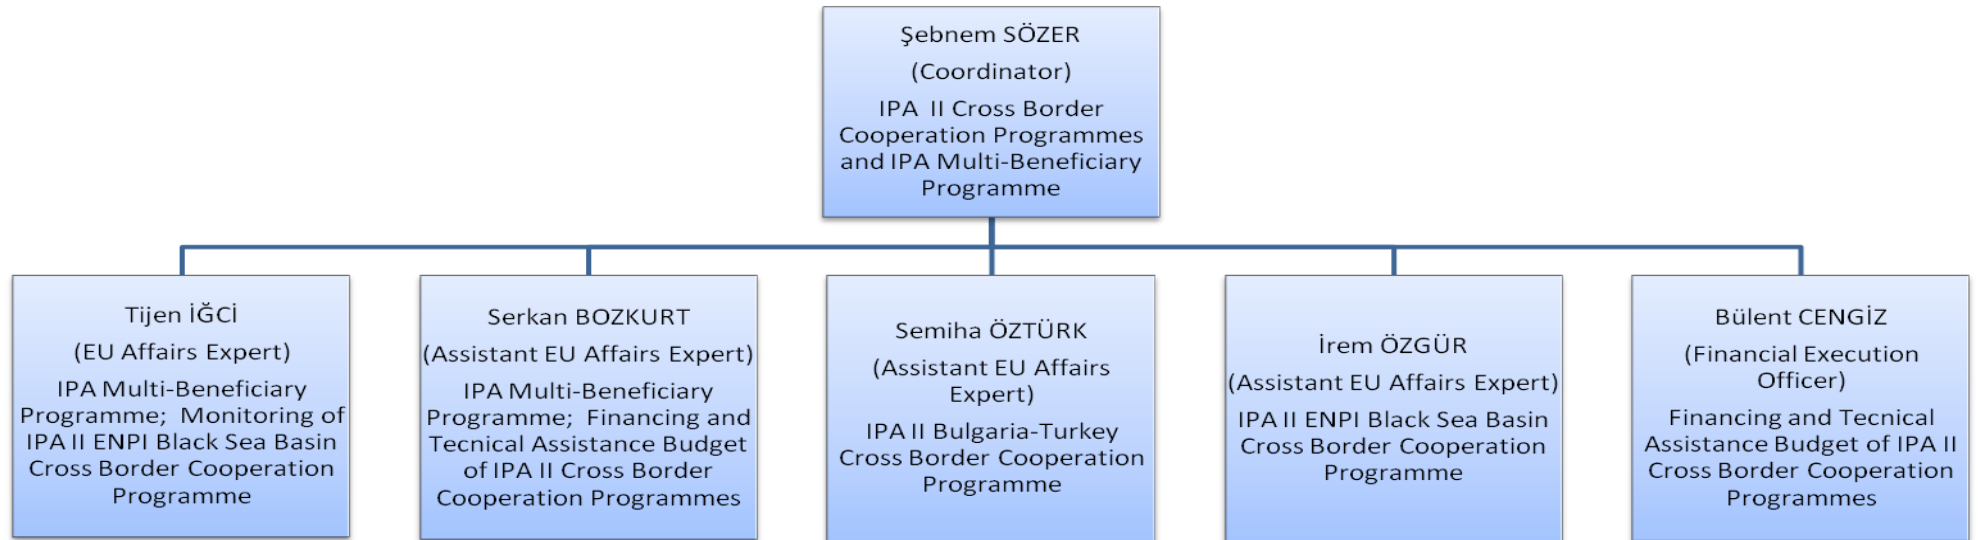 Şebnem SÖZER
(Coordinator)
IPA II Cross Border
Cooperation Programmes
and IPA Multi-Beneficiary
Programme
Tijen İĞCİ
(EU Affairs Expert)
IPA Multi-Beneficiary
Programme; Monitoring of
IPA II ENPI Black Sea Basin
Cross Border Cooperation
Programme
Serkan BOZKURT
(Assistant EU Affairs Expert)
IPA Multi-Beneficiary
Programme; Financing and
Tecnical Assistance Budget
of IPA II Cross Border
Cooperation Programmes
Semiha ÖZTÜRK
(Assistant EU Affairs
Expert)
IPA II Bulgaria-Turkey
Cross Border Cooperation
Programme
İrem ÖZGÜR
(Assistant EU Affairs Expert)
IPA II ENPI Black Sea Basin
Cross Border Cooperation
Programme
Bülent CENGİZ
(Financial Execution
Officer)
Financing and Tecnical
Assistance Budget of IPA II
Cross Border Cooperation
Programmes